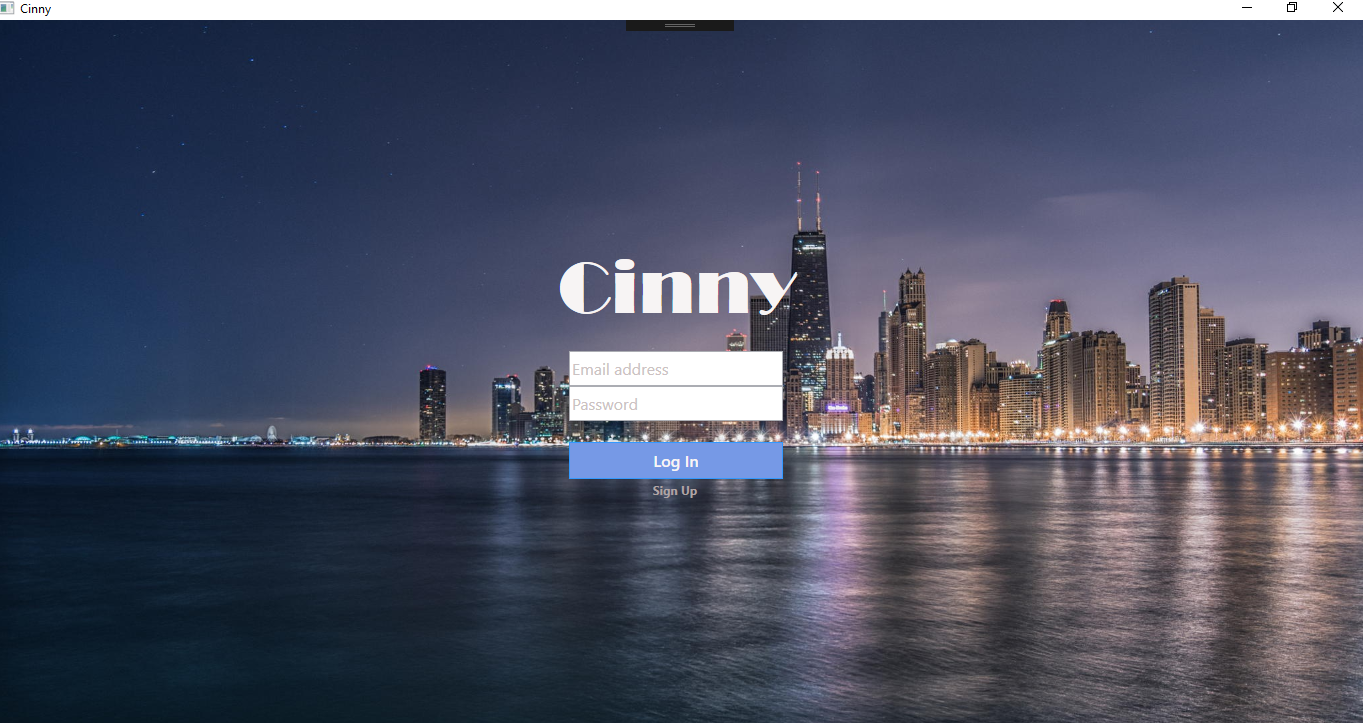 Cinny
Cinny
Email address
Password
Log In
Sign Up